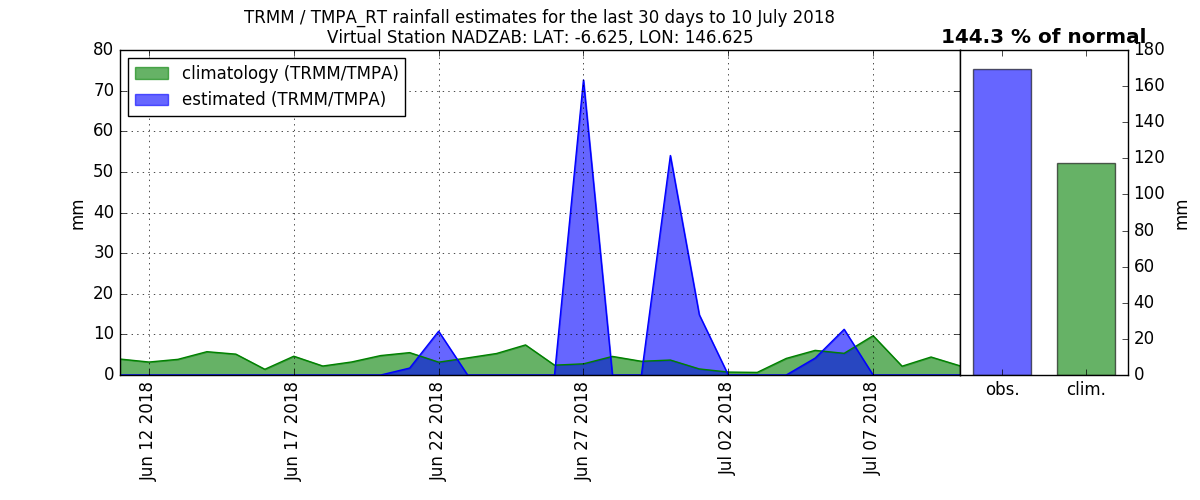 TRMM / TMPA_RT rainfall estimates for the last 30 days to 10 July 2018
Virtual Station NADZAB: LAT: -6.625, LON: 146.625
144.3 % of normal
climatology (TRMM/TMPA)
estimated (TRMM/TMPA)
mm
80
70
60
50
40
30
20
10
0
Jun 12 2018
Jun 17 2018
Jun 22 2018
Jun 27 2018
Jul 02 2018
Jul 07 2018
obs.
clim.
180
160
140
120
100
80
60
40
20
0
mm